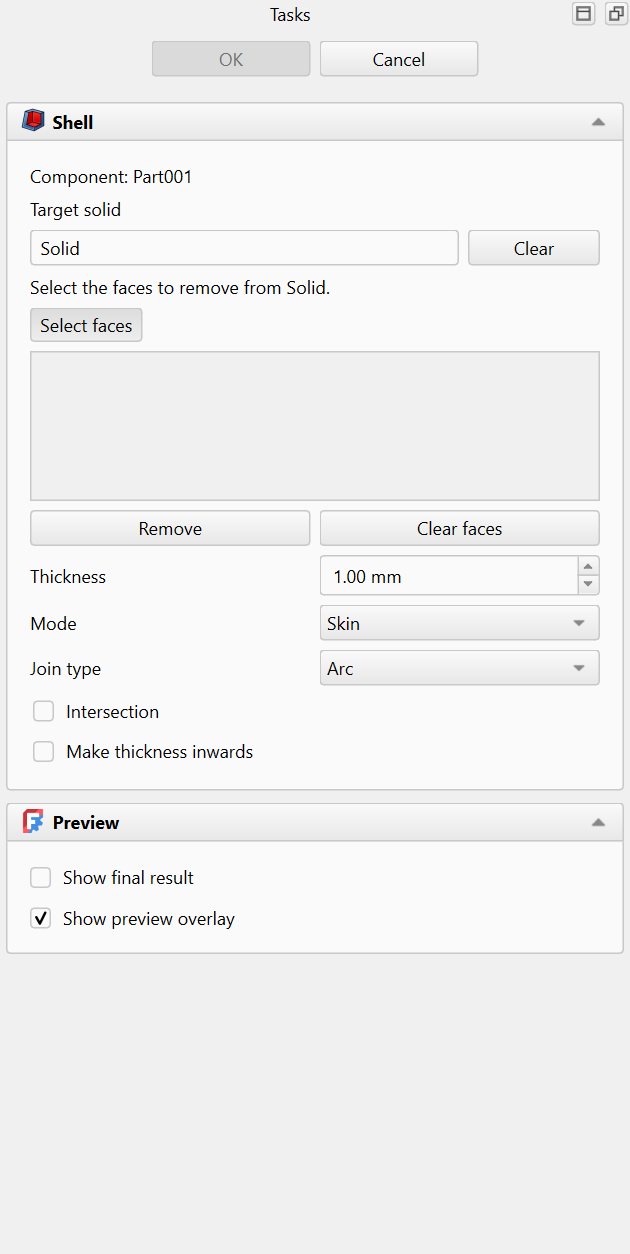 Tasks
OK Cancel
Shell
Component: Part001
Target solid
Solid Clear
Select the faces to remove from Solid.
Select faces
Remove Clear faces
Thickness 1.00 mm
Mode Skin
Join type Arc
Intersection
Make thickness inwards
Preview
Show final result
Show preview overlay